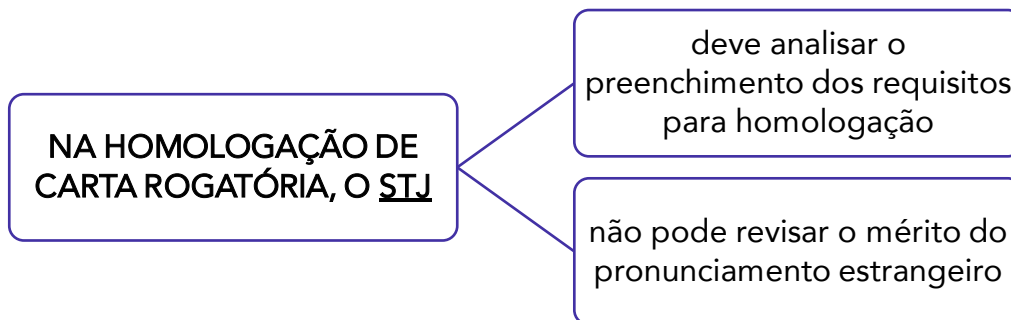 NA HOMOLOGAÇÃO DE
CARTA ROGATÓRIA, O STJ
deve analisar o
preenchimento dos requisitos
para homologação
não pode revisar o mérito do
pronunciamento estrangeiro